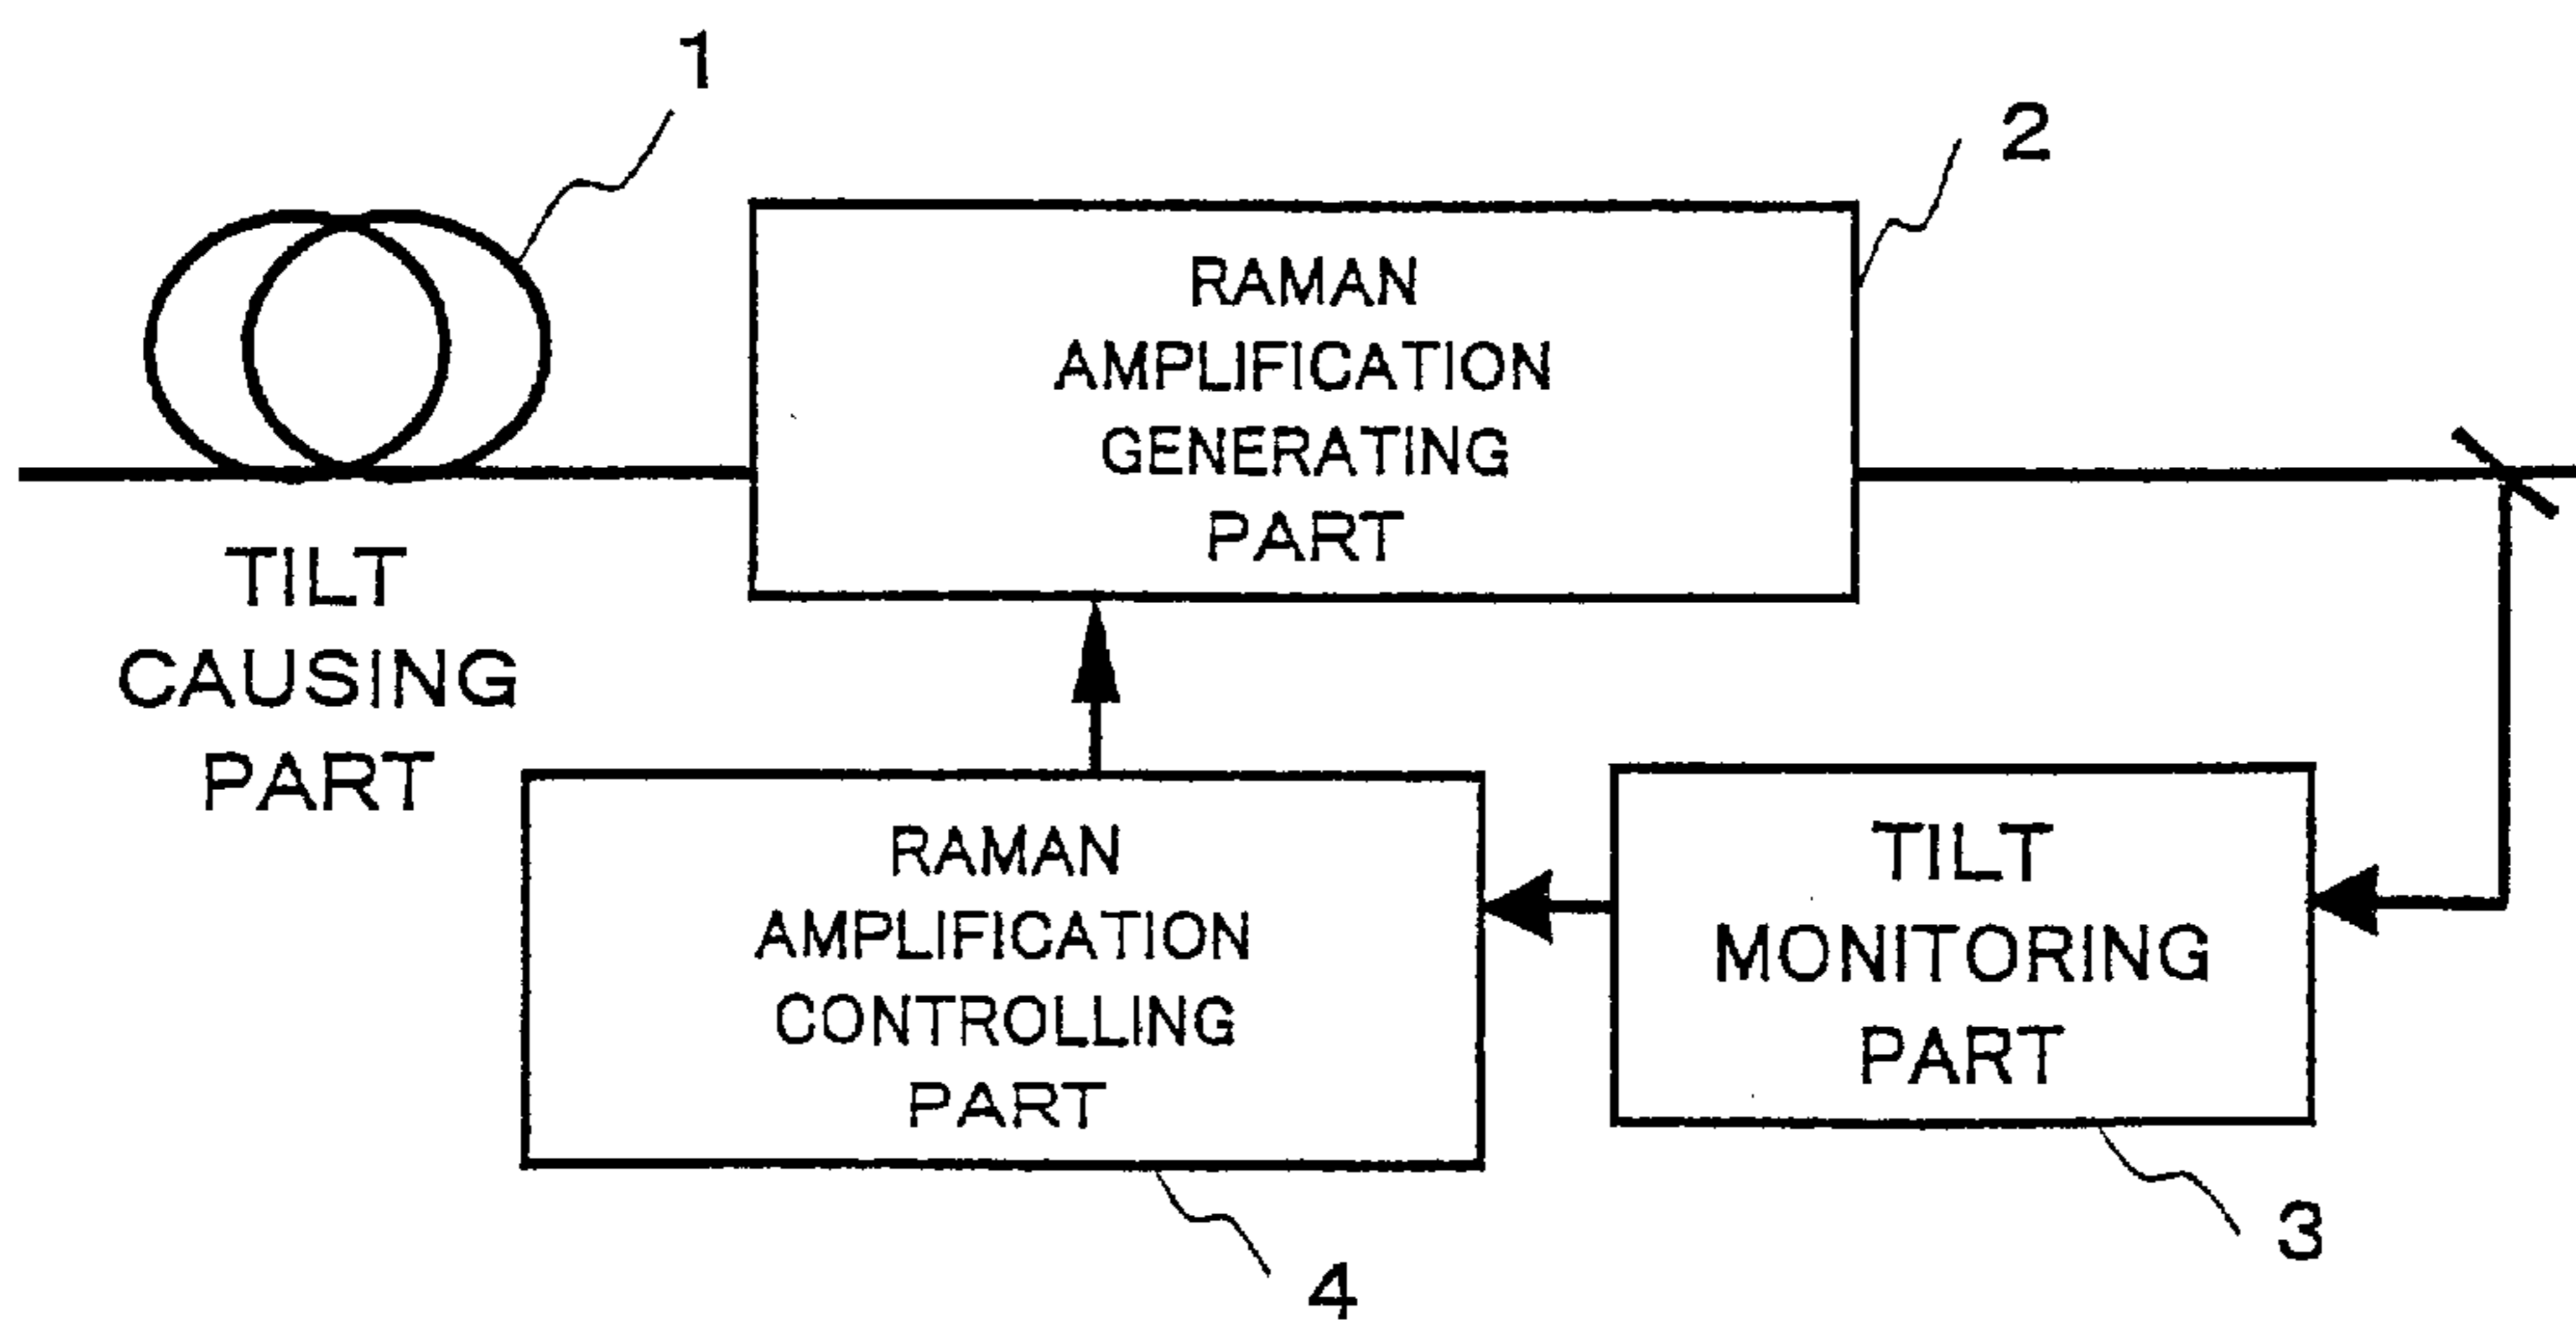 1
2
RAMAN
AMPLIFICATION
GENERATING
PART
TILT
CAUSING
PART
RAMAN
AMPLIFICATION
CONTROLLING
PART
TILT
MONITORING
PART
3
4